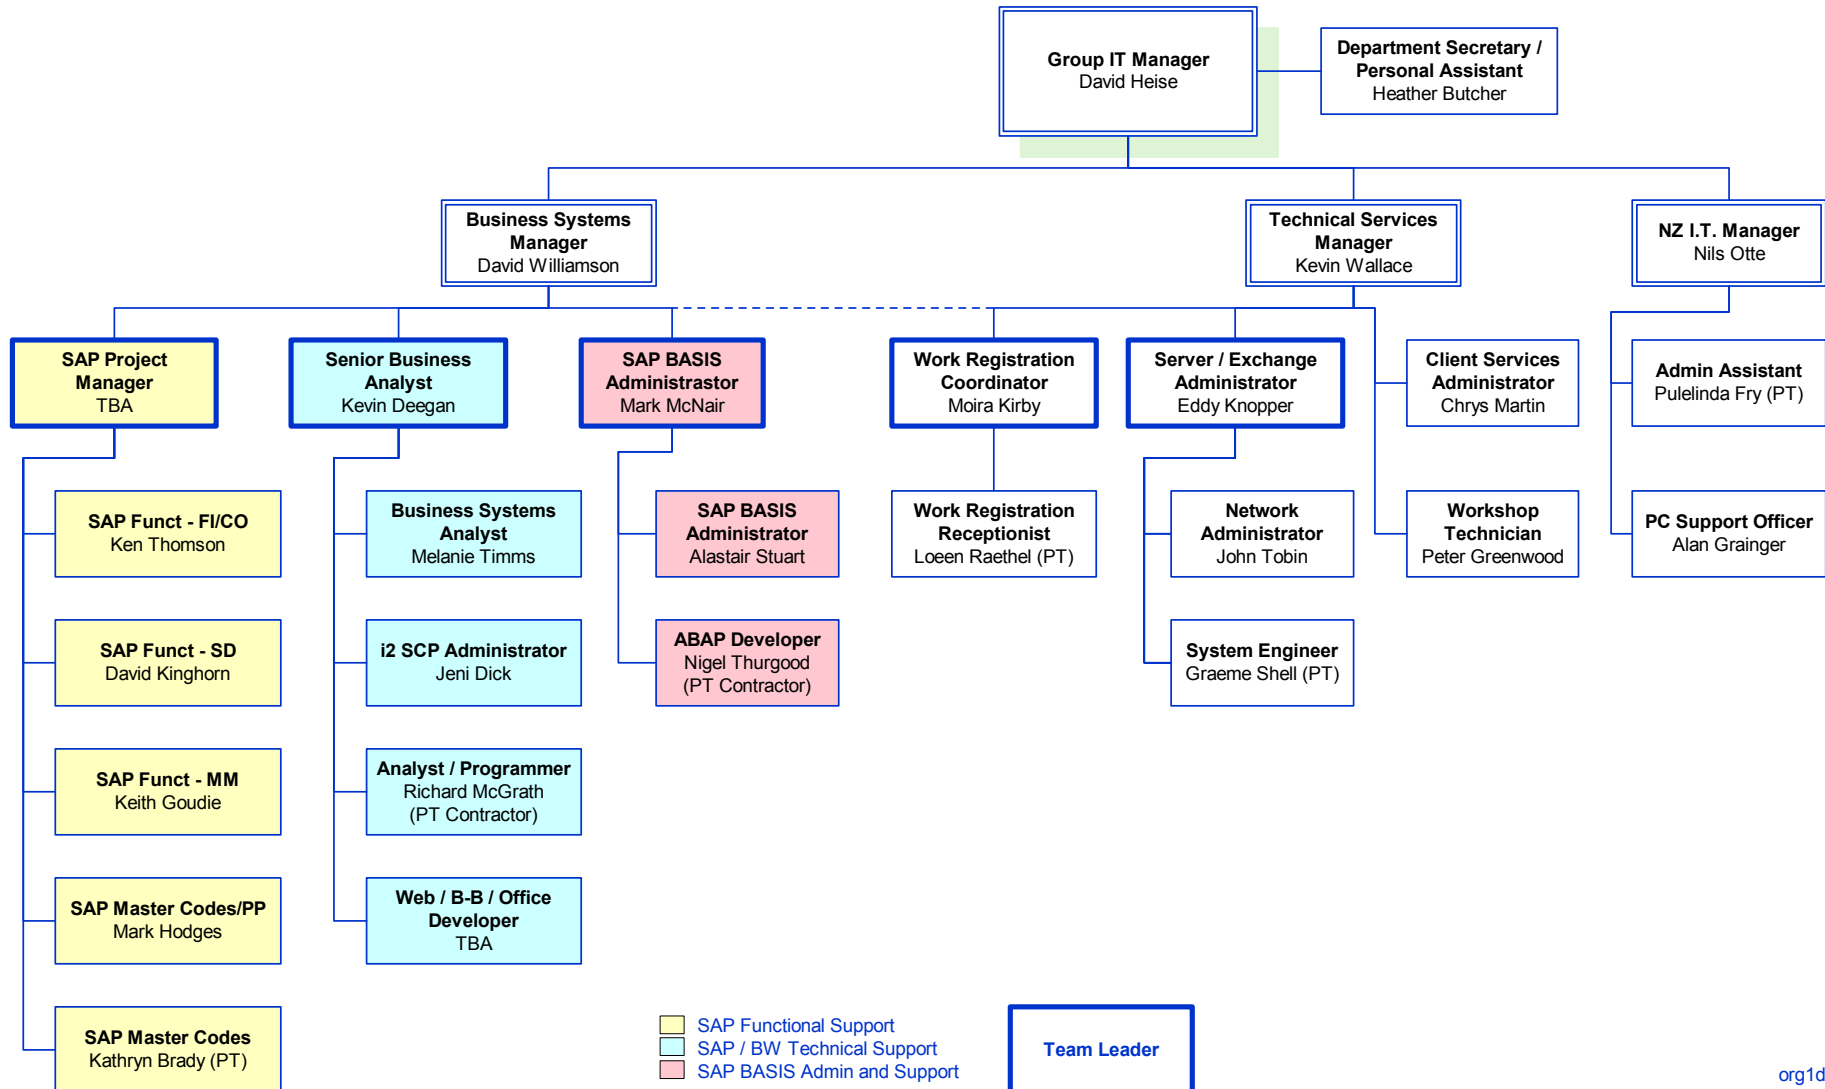 Group IT Manager
David Heise
Department Secretary /
Personal Assistant
Heather Butcher
Business Systems
Manager
David Williamson
Technical Services
Manager
Kevin Wallace
NZ I.T. Manager
Nils Otte
SAP Project
Manager
TBA
Senior Business
Analyst
Kevin Deegan
SAP BASIS
Administrastor
Mark McNair
Work Registration
Coordinator
Moira Kirby
Server / Exchange
Administrator
Eddy Knopper
Client Services
Administrator
Chrys Martin
Admin Assistant
Pulelinda Fry (PT)
SAP Funct - FI/CO
Ken Thomson
Business Systems
Analyst
Melanie Timms
SAP BASIS
Administrator
Alastair Stuart
Work Registration
Receptionist
Loeen Raethel (PT)
Network
Administrator
John Tobin
Workshop
Technician
Peter Greenwood
PC Support Officer
Alan Grainger
SAP Funct - SD
David Kinghorn
i2 SCP Administrator
Jeni Dick
ABAP Developer
Nigel Thurgood
(PT Contractor)
System Engineer
Graeme Shell (PT)
SAP Funct - MM
Keith Goudie
Analyst / Programmer
Richard McGrath
(PT Contractor)
SAP Master Codes/PP
Mark Hodges
Web / B-B / Office
Developer
TBA
SAP Master Codes
Kathryn Brady (PT)
SAP Functional Support
SAP / BW Technical Support
SAP BASIS Admin and Support
Team Leader
org1d